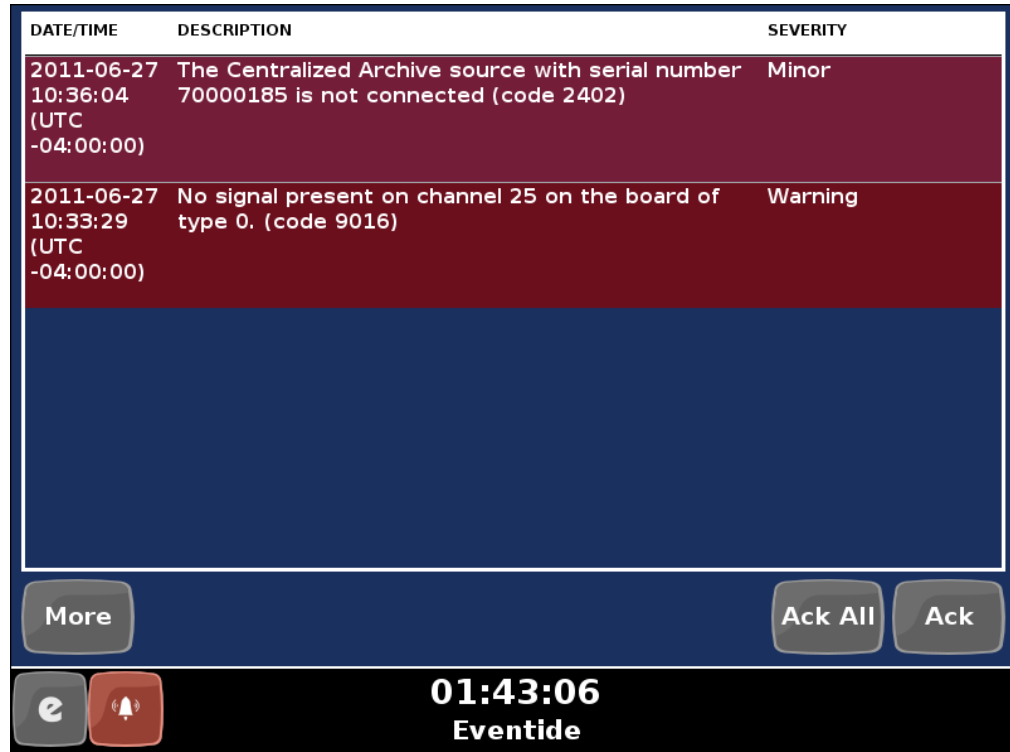 DATE/TIME DESCRIPTION SEVERITY
2011-06-27 The Centralized Archive source with serial number Minor
10:36:04 70000185 is not connected (code 2402)
(UTC
-04:00:00)
2011-06-27 No signal present on channel 25 on the board of Warning
10:33:29 type 0. (code 9016)
(UTC
-04:00:00)
More Ack All Ack
e 01:43:06
Eventide